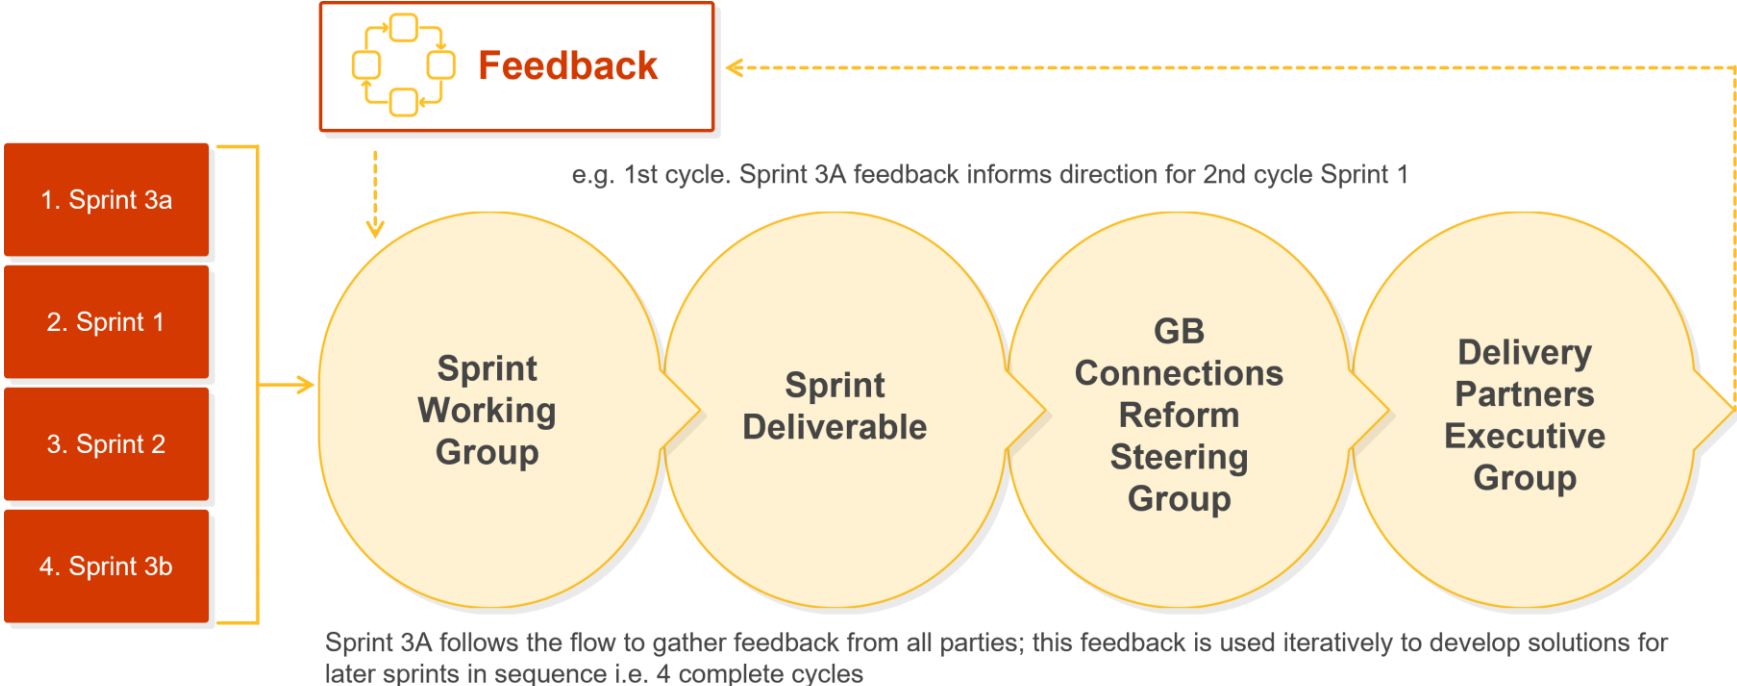 Feedback
e.g. 1st cycle. Sprint 3A feedback informs direction for 2nd cycle Sprint 1
1. Sprint 3a
2. Sprint 1
3. Sprint 2
4. Sprint 3b
Sprint
Working
Group
Sprint
Deliverable
GB
Connections
Reform
Steering
Group
Delivery
Partners
Executive
Group
Sprint 3A follows the flow to gather feedback from all parties; this feedback is used iteratively to develop solutions for
later sprints in sequence i.e. 4 complete cycles